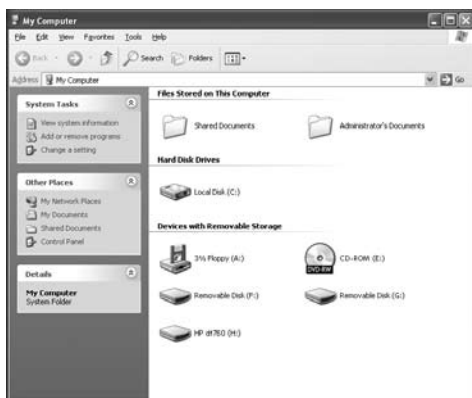 My Computer
File Edit View Favorites Tools Help
Back Search Folders
Address My Computer Go
System Tasks
View system information
Add or remove programs
Change a setting
Other Places
My Network Places
My Documents
Shared Documents
Control Panel
Details
My Computer
System Folder
Files Stored on This Computer
Shared Documents
Administrator's Documents
Hard Disk Drives
Local Disk (C:)
Devices with Removable Storage
3½ Floppy (A:)
DVD-RW
CD-ROM (E:)
Removable Disk (F:)
Removable Disk (G:)
HP dt760 (H:)